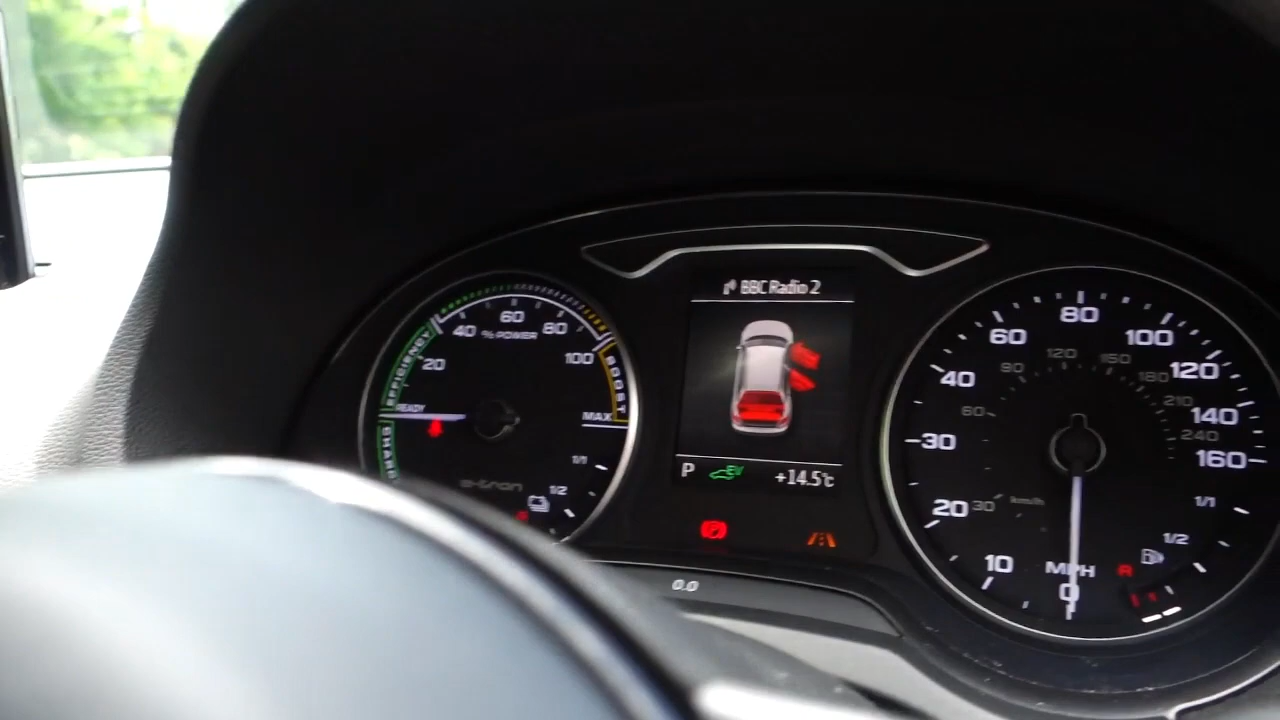 BBC Radio 2
EFFICIENCY
20
40
60
80
100
% POWER
BOOST
READY
MAX
1/1
1/2
e-tron
P
EV
+14.5°c
0.0
0
10
20
30
40
60
80
100
120
140
160
MPH
30
60
90
120
150
180
210
240
km/h
1/1
1/2
R